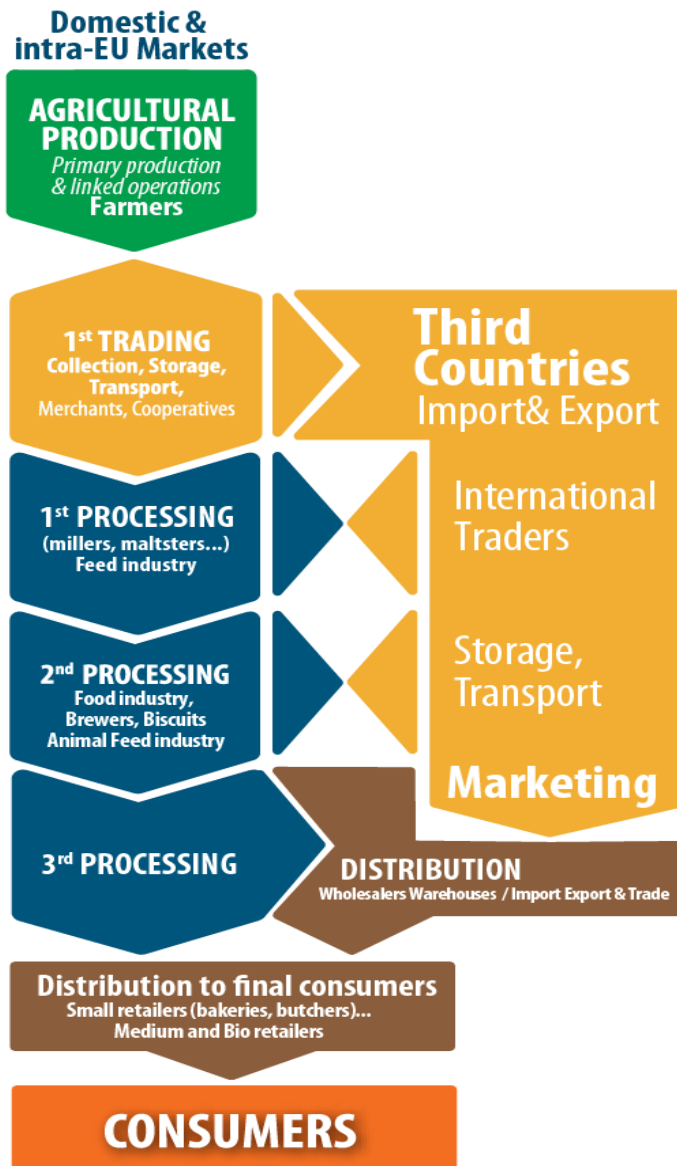 Domestic &
intra-EU Markets
AGRICULTURAL
PRODUCTION
Primary production
& linked operations
Farmers
1st TRADING
Collection, Storage,
Transport,
Merchants, Cooperatives
Third
Countries
Import& Export
1st PROCESSING
(millers, maltsters...)
Feed industry
International
Traders
2nd PROCESSING
Food industry,
Brewers, Biscuits
Animal Feed industry
Storage,
Transport
Marketing
3rd PROCESSING
DISTRIBUTION
Wholesalers Warehouses / Import Export & Trade
Distribution to final consumers
Small retailers (bakeries, butchers)...
Medium and Bio retailers
CONSUMERS